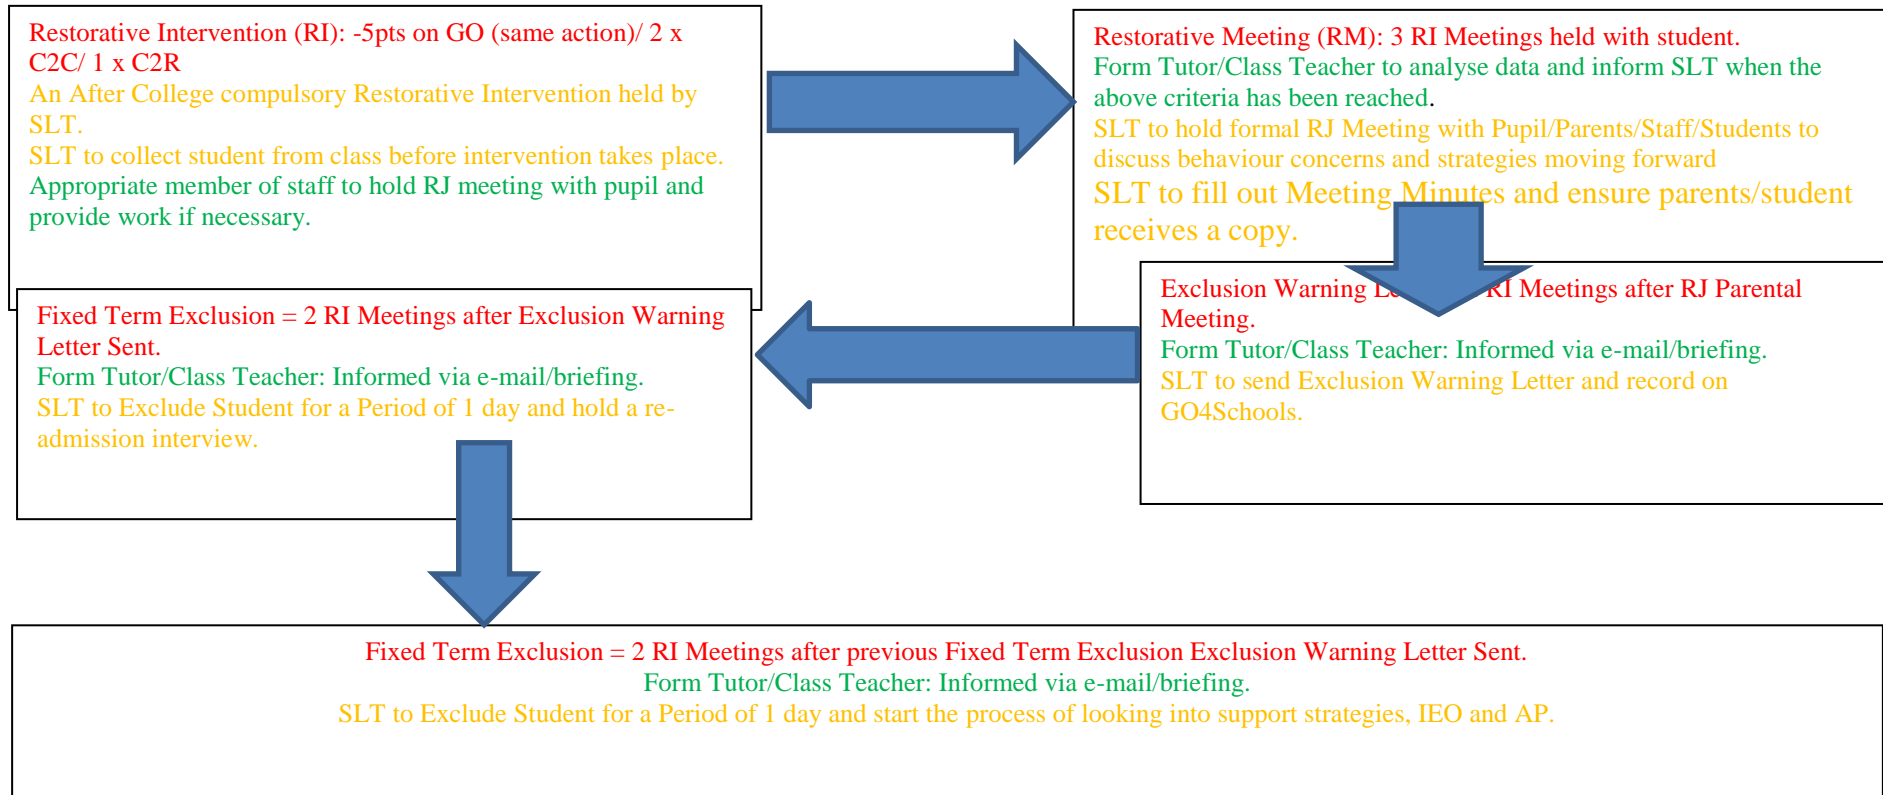 Restorative Intervention (RI): -5pts on GO (same action)/ 2 x
C2C/ 1 x C2R
An After College compulsory Restorative Intervention held by
SLT.
SLT to collect student from class before intervention takes place.
Appropriate member of staff to hold RJ meeting with pupil and
provide work if necessary.
Restorative Meeting (RM): 3 RI Meetings held with student.
Form Tutor/Class Teacher to analyse data and inform SLT when the
above criteria has been reached.
SLT to hold formal RJ Meeting with Pupil/Parents/Staff/Students to
discuss behaviour concerns and strategies moving forward
SLT to fill out Meeting Minutes and ensure parents/student
receives a copy.
Exclusion Warning RI Meetings after RJ Parental
Meeting.
Form Tutor/Class Teacher: Informed via e-mail/briefing.
SLT to send Exclusion Warning Letter and record on
GO4Schools.
Fixed Term Exclusion = 2 RI Meetings after Exclusion Warning
Letter Sent.
Form Tutor/Class Teacher: Informed via e-mail/briefing.
SLT to Exclude Student for a Period of 1 day and hold a re-
admission interview.
Fixed Term Exclusion = 2 RI Meetings after previous Fixed Term Exclusion Exclusion Warning Letter Sent.
Form Tutor/Class Teacher: Informed via e-mail/briefing.
SLT to Exclude Student for a Period of 1 day and start the process of looking into support strategies, IEO and AP.